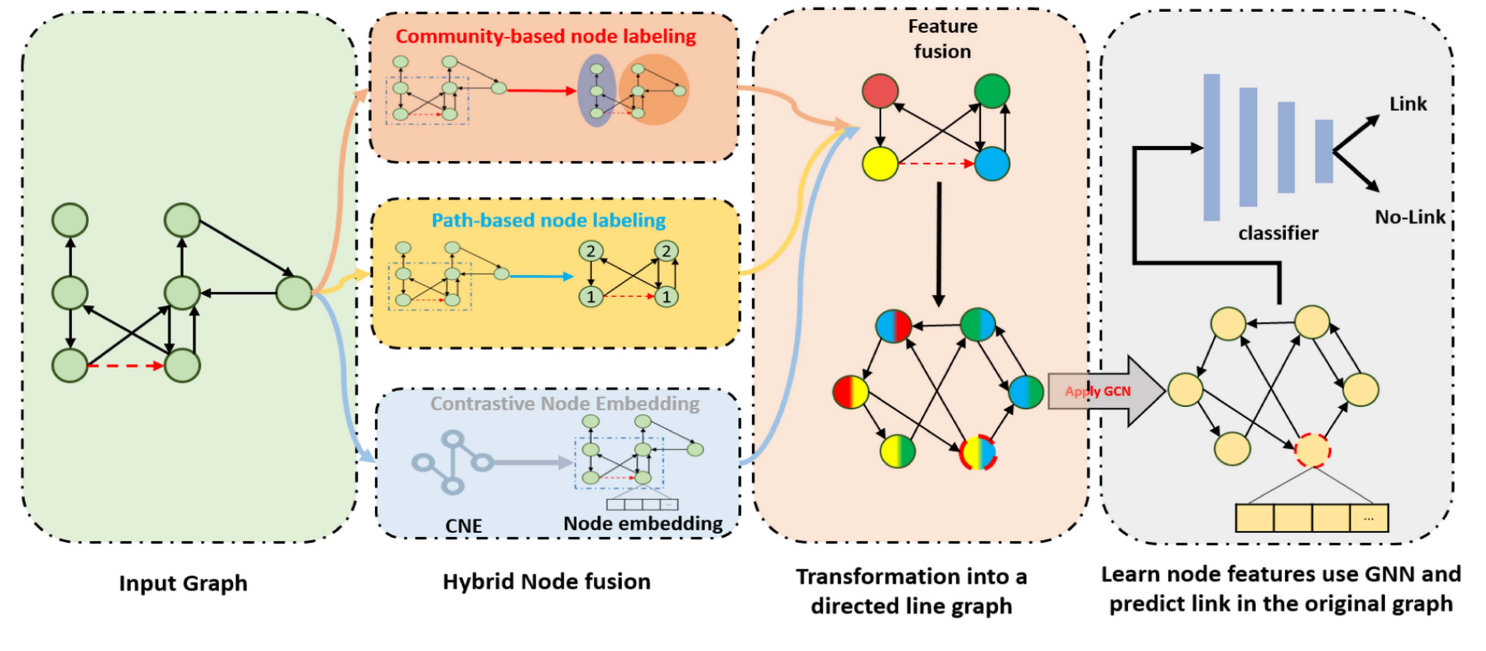 Community-based node labeling
Path-based node labeling
2 2
1 1
Contrastive Node Embedding
...
CNE
Node embedding
Feature
fusion
Apply GCN
Link
No-Link
classifier
...
Input Graph
Hybrid Node fusion
Transformation into a
directed line graph
Learn node features use GNN and
predict link in the original graph